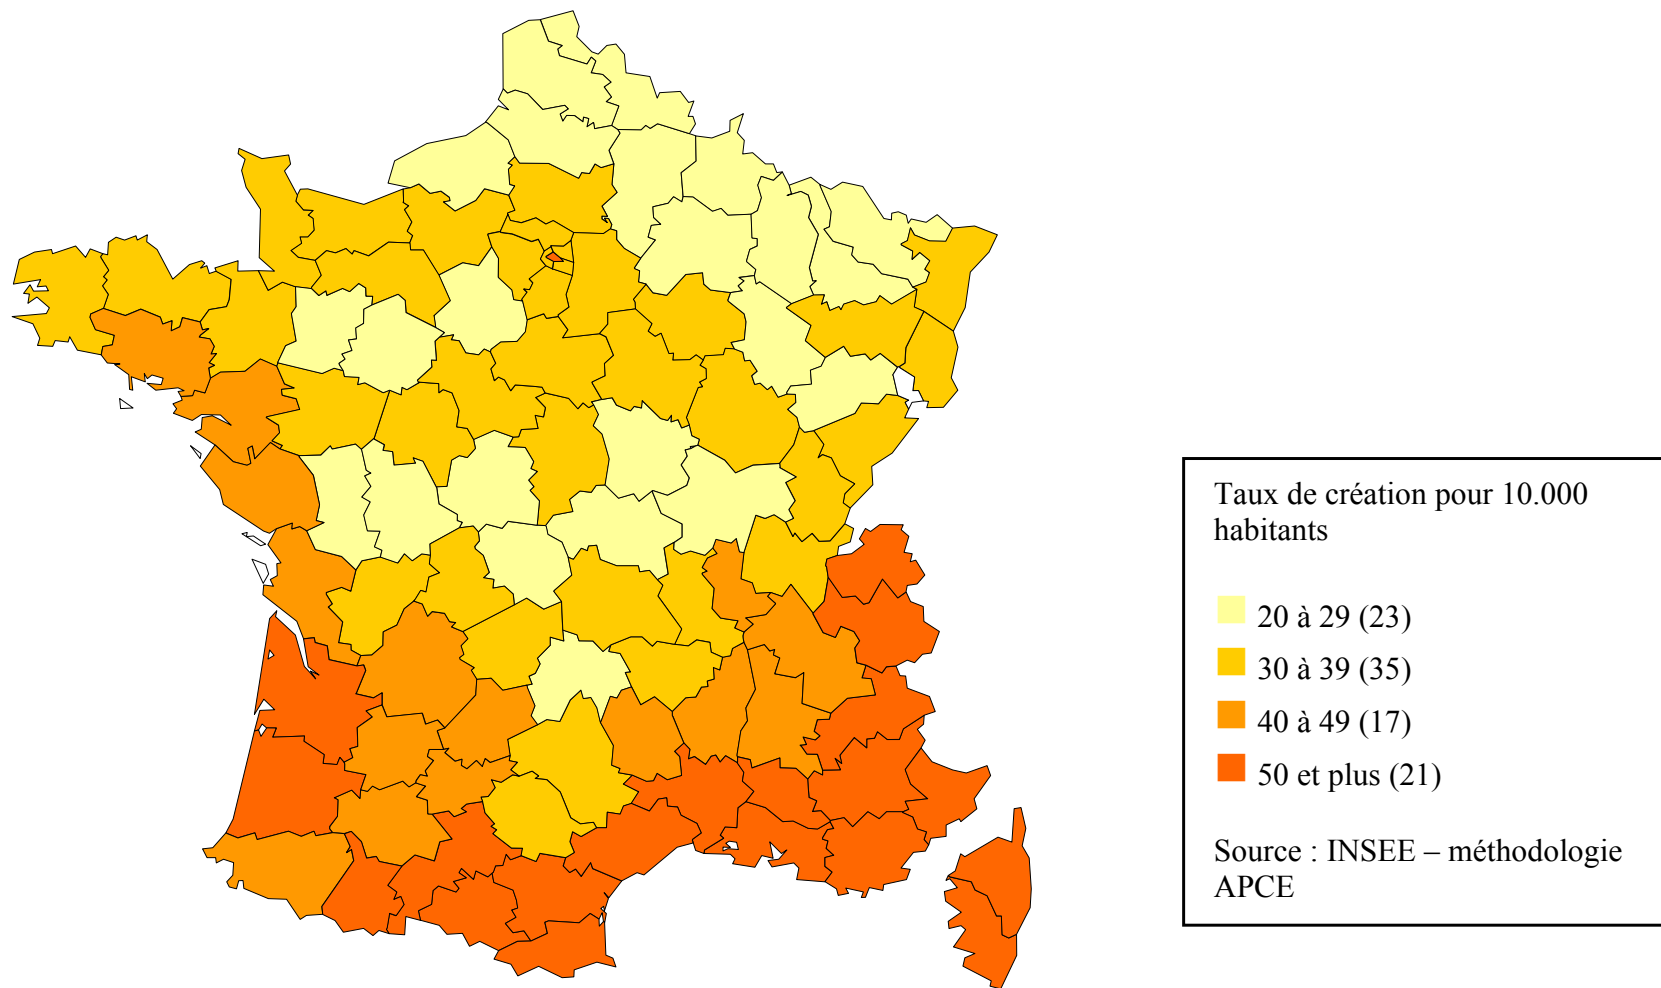 Taux de création pour 10.000
habitants
20 à 29 (23)
30 à 39 (35)
40 à 49 (17)
50 et plus (21)
Source : INSEE – méthodologie
APCE